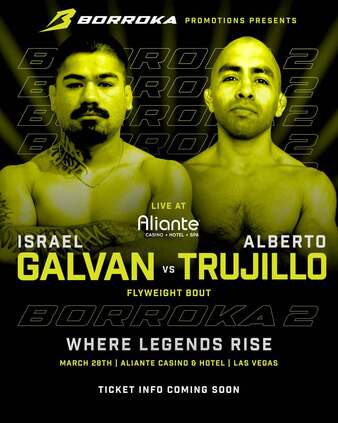 BORROKA PROMOTIONS PRESENTS
BORROKA 2
BORROKA 2
BORROKA 2
BORROKA 2
LIVE AT
Aliante
CASINO • HOTEL • SPA
ISRAEL ALBERTO
GALVAN VS TRUJILLO
FLYWEIGHT BOUT
BORROKA 2
WHERE LEGENDS RISE
MARCH 28TH | ALIANTE CASINO & HOTEL | LAS VEGAS
TICKET INFO COMING SOON